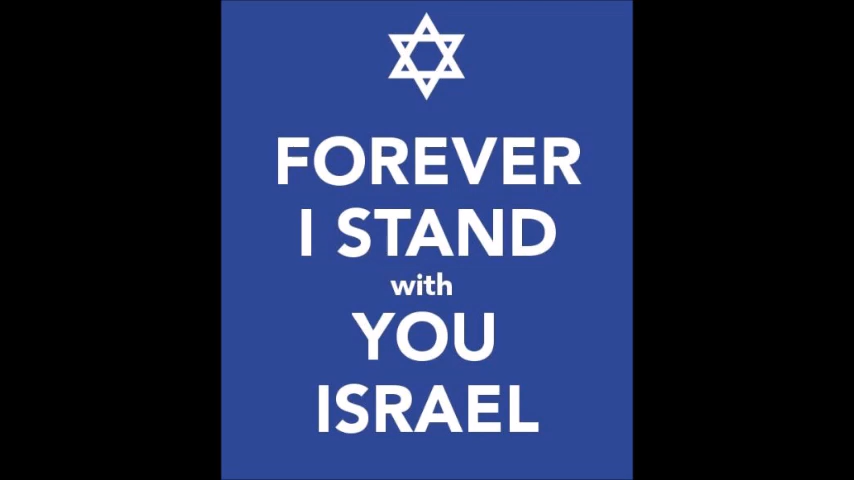 FOREVER
I STAND
with
YOU
ISRAEL